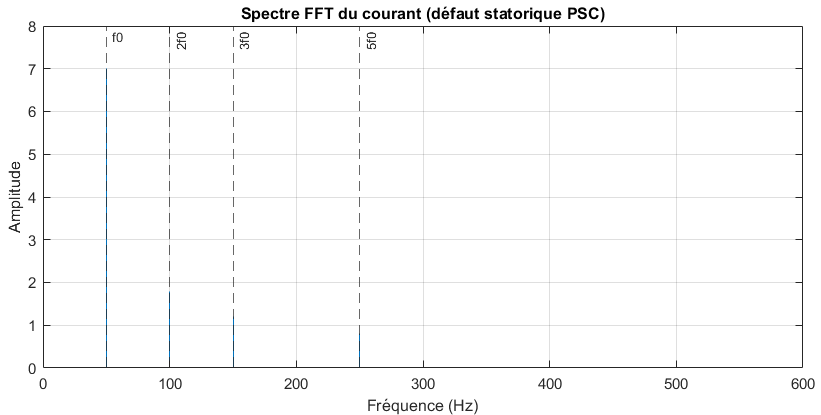 Spectre FFT du courant (défaut statorique PSC)
f0
2f0
3f0
5f0
8
7
6
5
4
3
2
1
0
Amplitude
0
100
200
300
400
500
600
Fréquence (Hz)